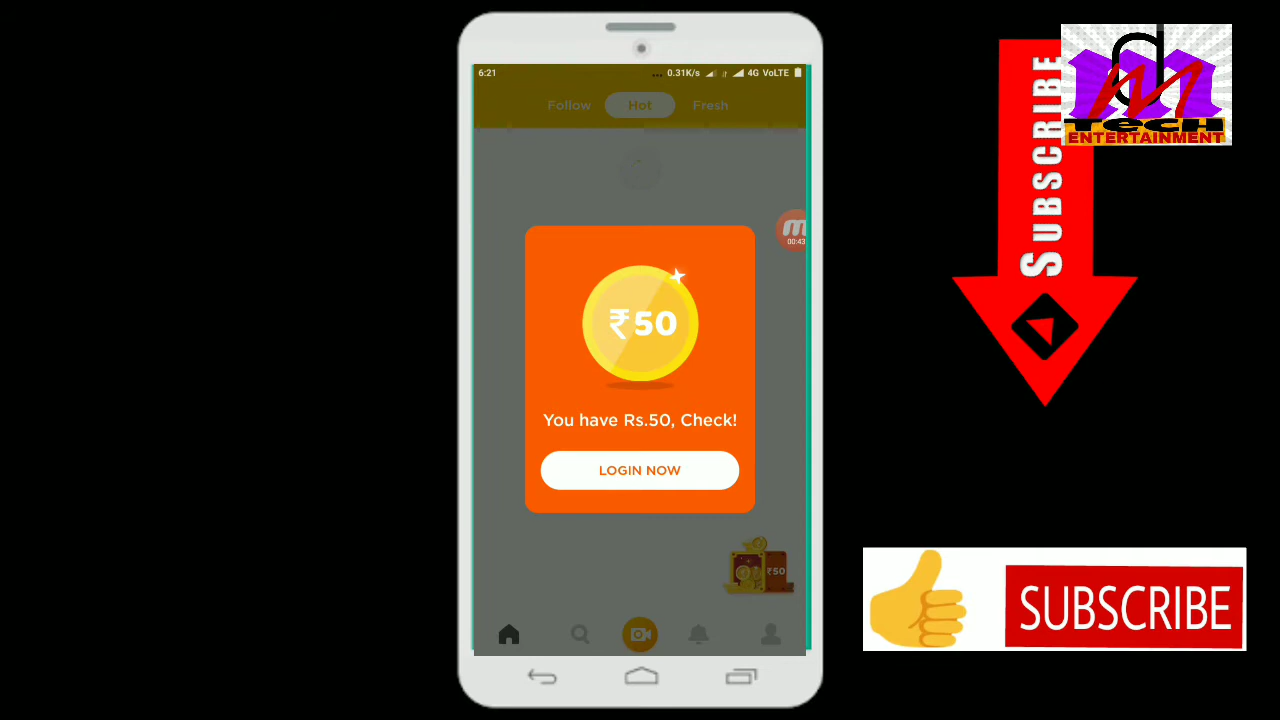 6:21
... 0.31K/s 4G VoLTE
Follow Hot Fresh
00:43
₹50
You have Rs.50, Check!
LOGIN NOW
₹50
SUBSCRIBE
M
TECH
ENTERTAINMENT
SUBSCRIBE